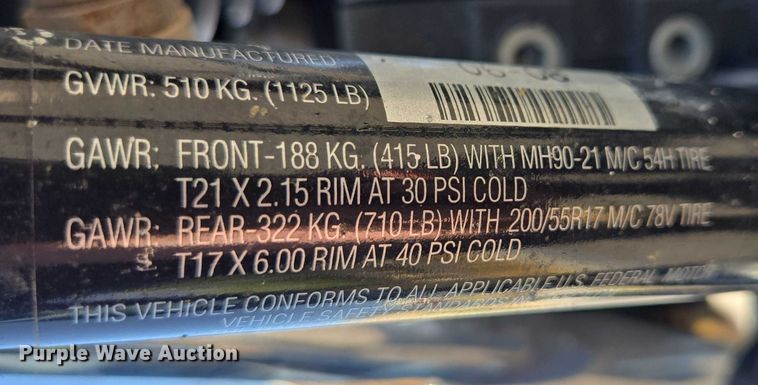 DATE MANUFACTURED
GVWR: 510 KG. (1125 LB)
GAWR: FRONT-188 KG. (415 LB) WITH MH90-21 M/C 54H TIRE
T21 X 2.15 RIM AT 30 PSI COLD
GAWR: REAR-322 KG. (710 LB) WITH 200/55R17 M/C 78V TIRE
T17 X 6.00 RIM AT 40 PSI COLD
THIS VEHICLE CONFORMS TO ALL APPLICABLE U.S. FEDERAL MOTOR
VEHICLE SAFETY STANDARDS IN
Purple Wave Auction